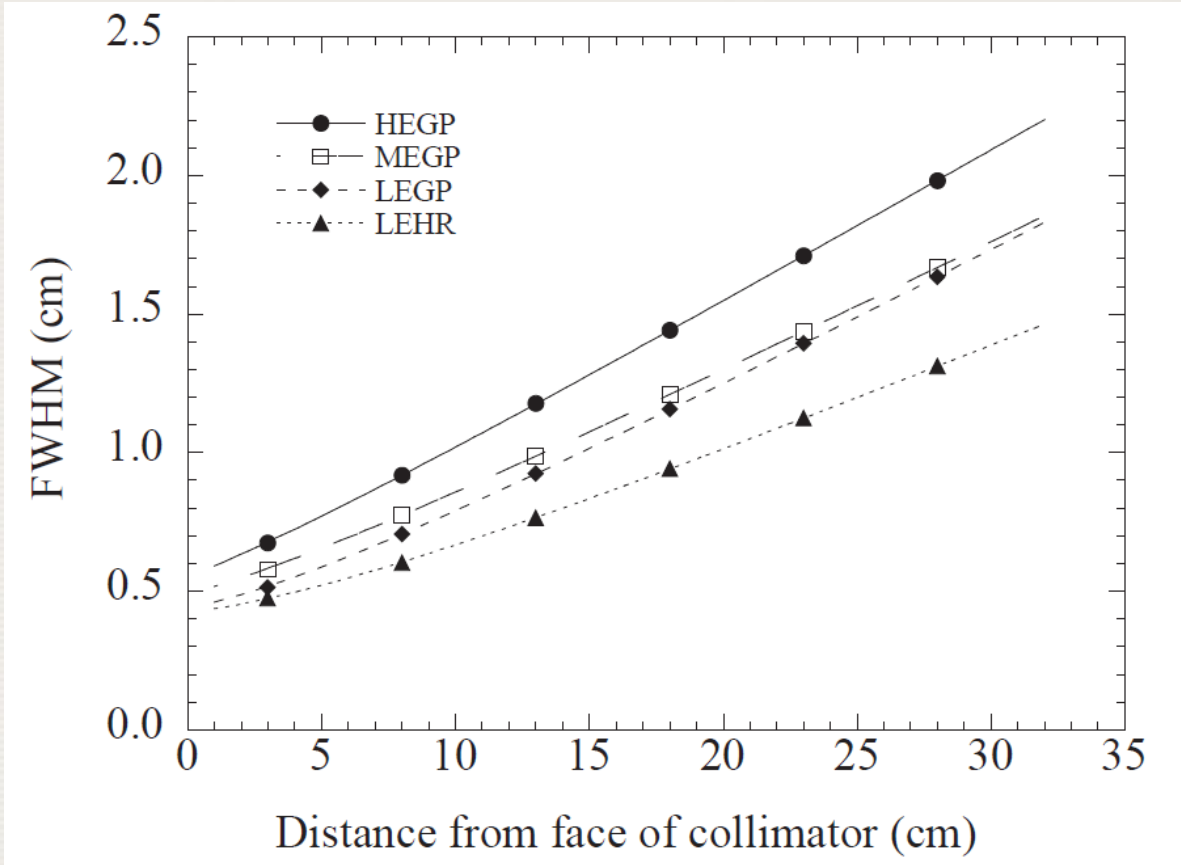 2.5
2.0
1.5
1.0
0.5
0.0
FWHM (cm)
HEGP
MEGP
LEGP
LEHR
0 5 10 15 20 25 30 35
Distance from face of collimator (cm)